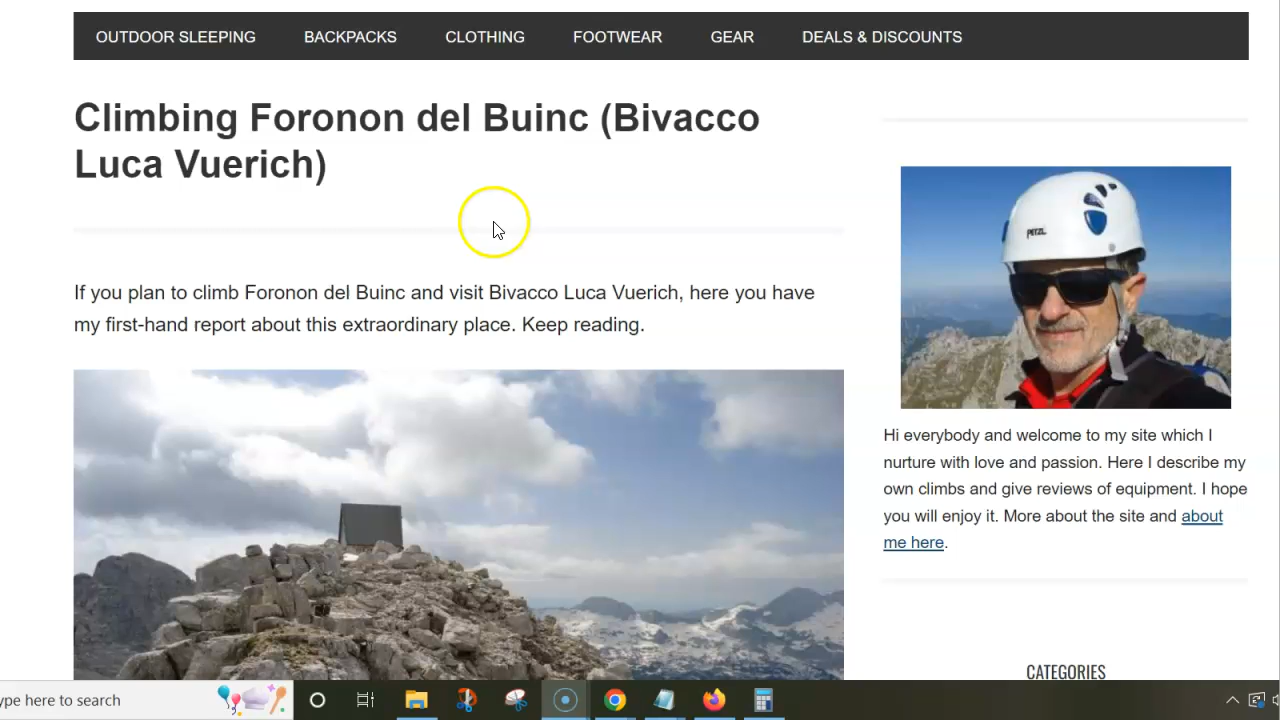 OUTDOOR SLEEPING BACKPACKS CLOTHING FOOTWEAR GEAR DEALS & DISCOUNTS
Climbing Foronon del Buinc (Bivacco
Luca Vuerich)
If you plan to climb Foronon del Buinc and visit Bivacco Luca Vuerich, here you have
my first-hand report about this extraordinary place. Keep reading.
PETZL
Hi everybody and welcome to my site which I
nurture with love and passion. Here I describe my
own climbs and give reviews of equipment. I hope
you will enjoy it. More about the site and about
me here.
CATEGORIES
ype here to search